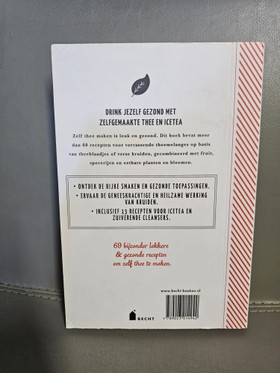 DRINK JEZELF GEZOND MET
ZELFGEMAAKTE THEE EN ICETEA
Zelf thee maken is leuk en gezond. Dit boek bevat meer
dan 60 recepten voor verrassende theemelanges op basis
van theeblaadjes of verse kruiden, gecombineerd met fruit,
specerijen en eetbare planten en bloemen.
• ONTDEK DE RIJKE SMAKEN EN GEZONDE TOEPASSINGEN.
• ERVAAR DE GENEESKRACHTIGE EN HEILZAME WERKING
VAN KRUIDEN.
• INCLUSIEF 13 RECEPTEN VOOR ICETEA EN
ZUIVERENDE CLEANSERS.
60 bijzonder lekkere
& gezonde recepten
om zelf thee te maken.
www.becht-boeken.nl
BECHT